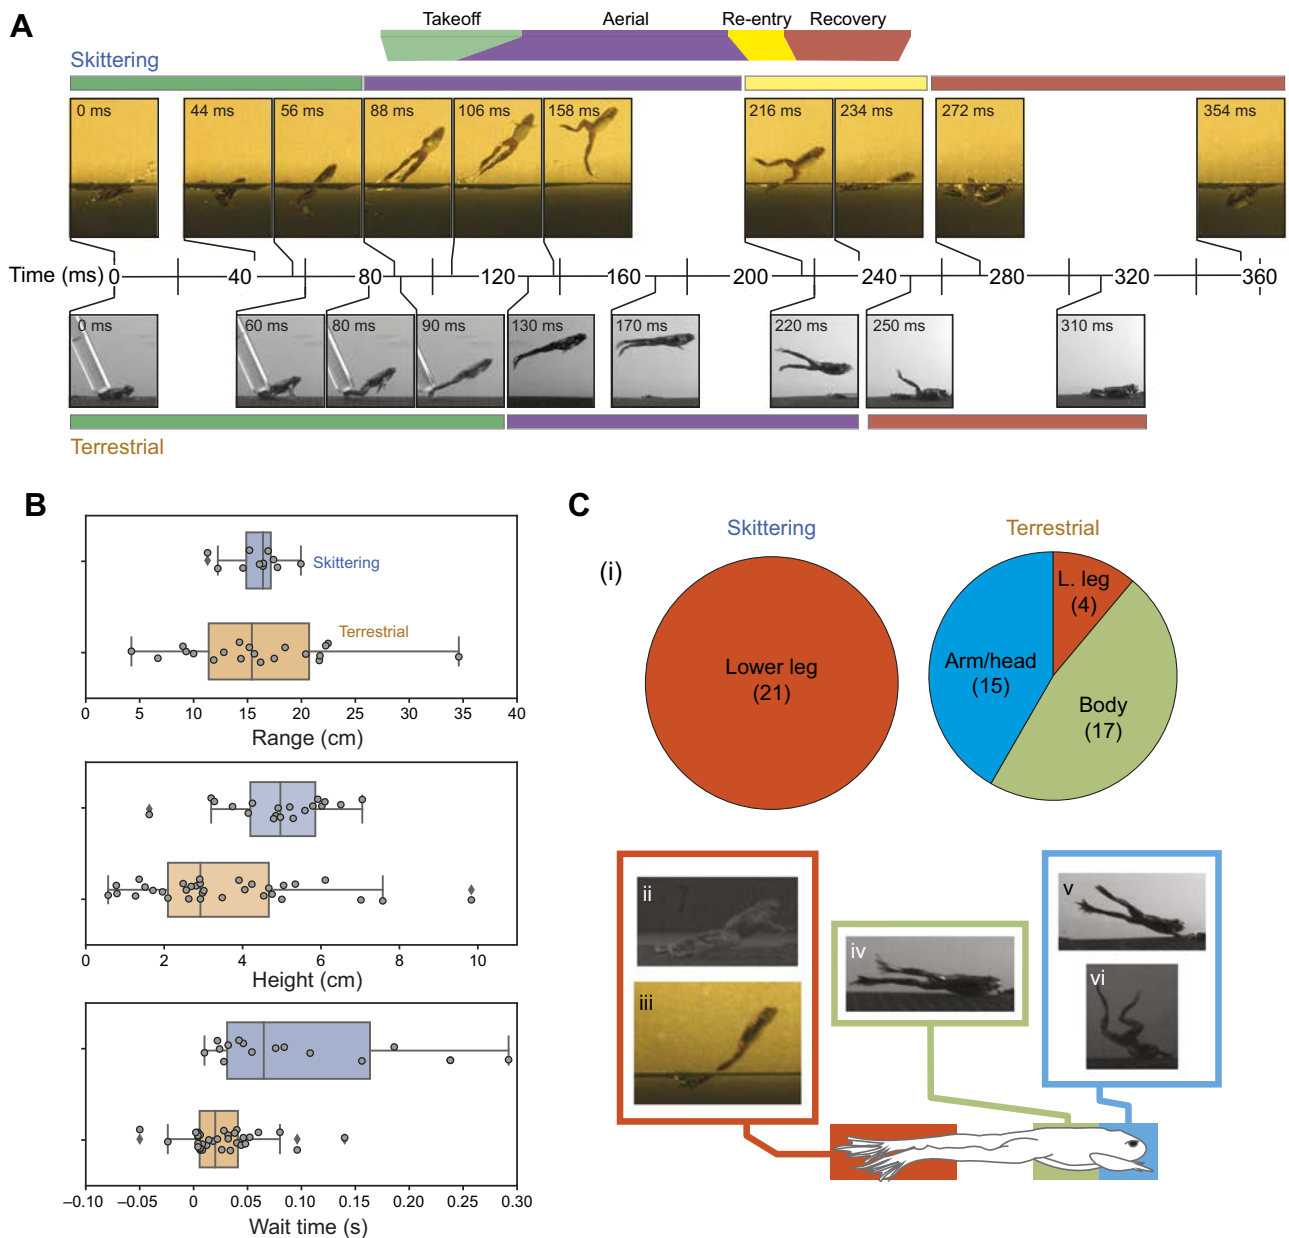 A
Takeoff Aerial Re-entry Recovery
Skittering
0 ms 44 ms 56 ms 88 ms 106 ms 158 ms 216 ms 234 ms 272 ms 354 ms
Time (ms) 0 40 80 120 160 200 240 280 320 360
0 ms 60 ms 80 ms 90 ms 130 ms 170 ms 220 ms 250 ms 310 ms
Terrestrial
B
Skittering
Terrestrial
0 5 10 15 20 25 30 35 40
Range (cm)
0 2 4 6 8 10
Height (cm)
–0.10 –0.05 0 0.05 0.10 0.15 0.20 0.25 0.30
Wait time (s)
C
Skittering Terrestrial
(i)
Lower leg
(21)
L. leg
(4)
Arm/head
(15)
Body
(17)
ii
iii
iv
v
vi